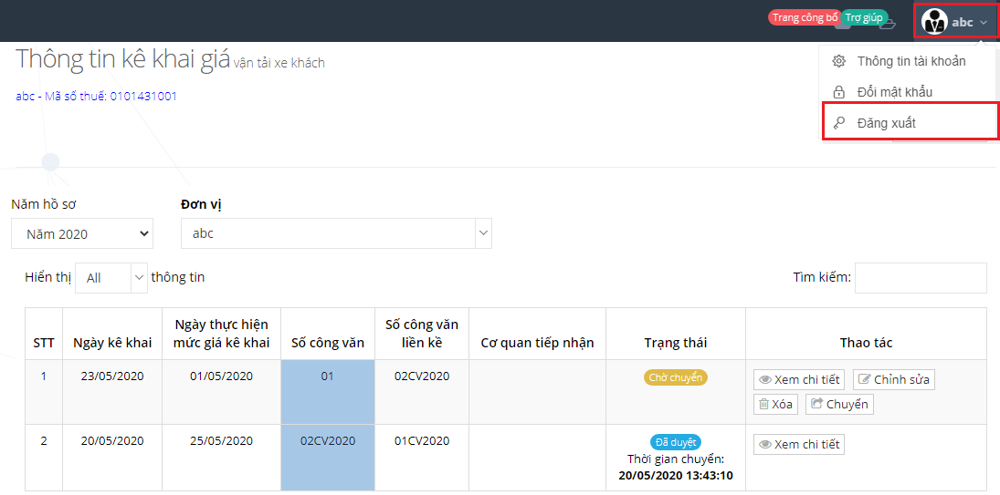 Trang công bố Trợ giúp abc
Thông tin kê khai giá vận tải xe khách
Thông tin tài khoản
abc - Mã số thuế: 0101431001
Đổi mật khẩu
Đăng xuất
Năm hồ sơ Đơn vị
Năm 2020 abc
Hiển thị All thông tin Tìm kiếm:
STT Ngày kê khai Ngày thực hiện mức giá kê khai Số công văn Số công văn liền kề Cơ quan tiếp nhận Trạng thái Thao tác
1 23/05/2020 01/05/2020 01 02CV2020 Chờ chuyển Xem chi tiết Chỉnh sửa
Xóa Chuyển
2 20/05/2020 25/05/2020 02CV2020 01CV2020 Đã duyệt Xem chi tiết
Thời gian chuyển:
20/05/2020 13:43:10